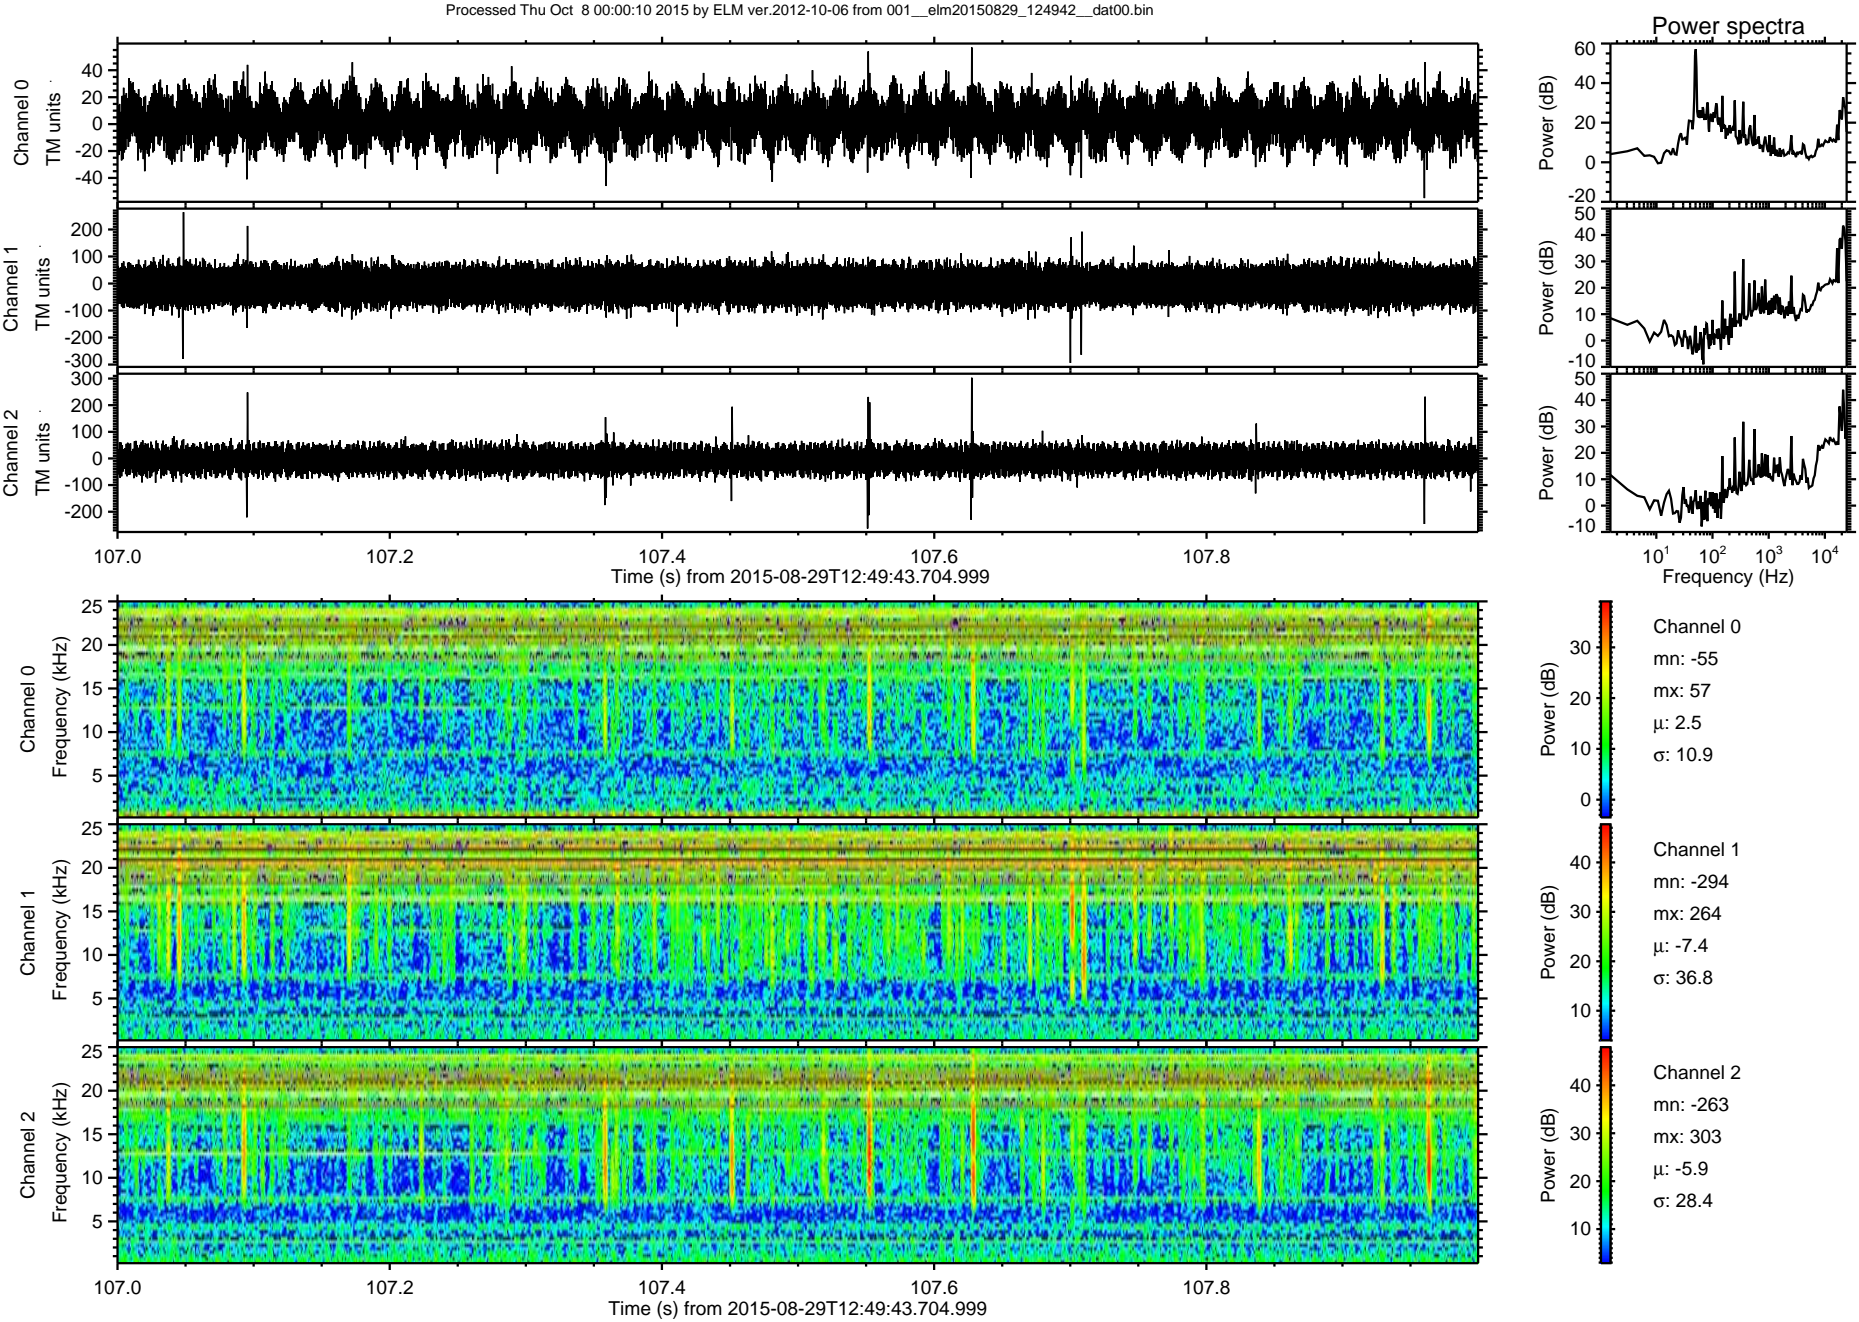 Processed Thu Oct  8 00:00:10 2015 by ELM ver.2012-10-06 from 001__elm20150829_124942__dat00.bin
Power spectra
Channel 0
TM units
40
20
0
-20
-40
Power (dB)
60
40
20
0
-20
Channel 1
TM units
200
100
0
-100
-200
-300
Power (dB)
50
40
30
20
10
0
-10
Channel 2
TM units
300
200
100
0
-100
-200
Power (dB)
50
40
30
20
10
0
-10
107.0 107.2 107.4 107.6 107.8
Time (s) from 2015-08-29T12:49:43.704.999
10¹ 10² 10³ 10⁴
Frequency (Hz)
Channel 0
Frequency (kHz)
25
20
15
10
5
Power (dB)
30
20
10
0
Channel 0
mn: -55
mx: 57
µ: 2.5
σ: 10.9
Channel 1
Frequency (kHz)
25
20
15
10
5
Power (dB)
40
30
20
10
Channel 1
mn: -294
mx: 264
µ: -7.4
σ: 36.8
Channel 2
Frequency (kHz)
25
20
15
10
5
Power (dB)
40
30
20
10
Channel 2
mn: -263
mx: 303
µ: -5.9
σ: 28.4
107.0 107.2 107.4 107.6 107.8
Time (s) from 2015-08-29T12:49:43.704.999